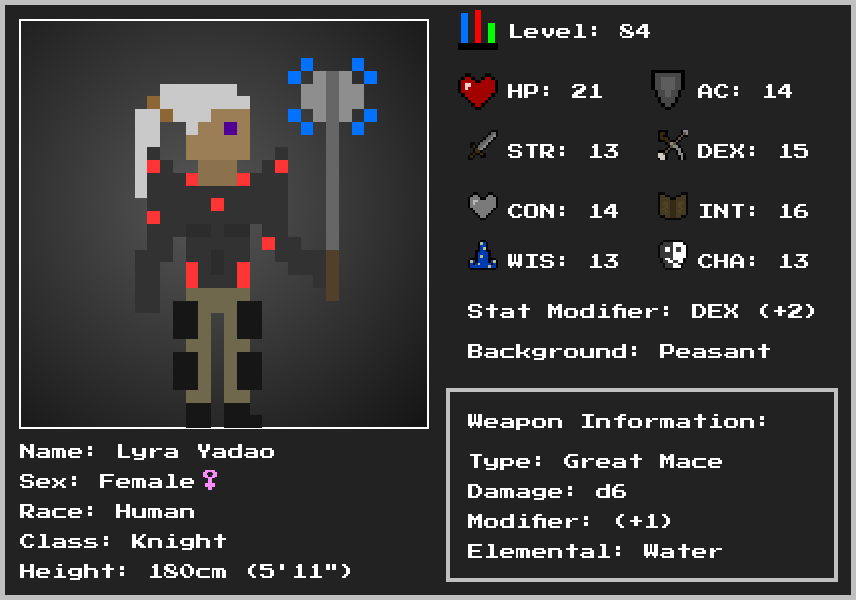 Level: 84
HP: 21
AC: 14
STR: 13
DEX: 15
CON: 14
INT: 16
WIS: 13
CHA: 13
Stat Modifier: DEX (+2)
Background: Peasant
Weapon Information:
Type: Great Mace
Damage: d6
Modifier: (+1)
Elemental: Water
Name: Lyra Yadao
Sex: Female♀
Race: Human
Class: Knight
Height: 180cm (5'11")